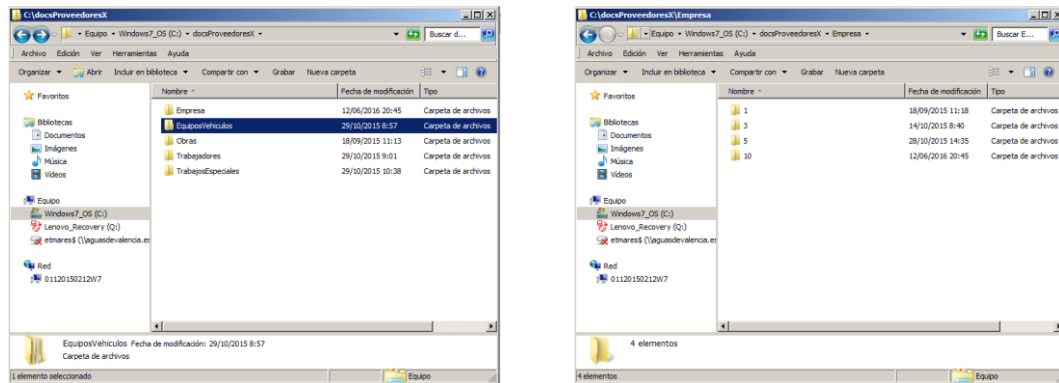 C:\docsProveedoresX
Equipo Windows7_OS (C:) docsProveedoresX
Buscar d...
Archivo Edición Ver Herramientas Ayuda
Organizar Abrir Incluir en biblioteca Compartir con Grabar Nueva carpeta
Favoritos
Bibliotecas
Documentos
Imágenes
Música
Vídeos
Equipo
Windows7_OS (C:)
Lenovo_Recovery (Q:)
etmares$ (\\aguasdevalencia.es
Red
01120150212W7
Nombre Fecha de modificación Tipo
Empresa 12/06/2016 20:45 Carpeta de archivos
EquiposVehiculos 29/10/2015 8:57 Carpeta de archivos
Obras 18/09/2015 11:13 Carpeta de archivos
Trabajadores 29/10/2015 9:01 Carpeta de archivos
TrabajosEspeciales 29/10/2015 10:38 Carpeta de archivos
EquiposVehiculos Fecha de modificación: 29/10/2015 8:57
Carpeta de archivos
1 elemento seleccionado Equipo
C:\docsProveedoresX\Empresa
Equipo Windows7_OS (C:) docsProveedoresX Empresa
Buscar E...
Archivo Edición Ver Herramientas Ayuda
Organizar Incluir en biblioteca Compartir con Grabar Nueva carpeta
Favoritos
Bibliotecas
Documentos
Imágenes
Música
Vídeos
Equipo
Windows7_OS (C:)
Lenovo_Recovery (Q:)
etmares$ (\\aguasdevalencia.es
Red
01120150212W7
Nombre Fecha de modificación Tipo
1 18/09/2015 11:18 Carpeta de archivos
3 14/10/2015 8:40 Carpeta de archivos
5 28/10/2015 14:35 Carpeta de archivos
10 12/06/2016 20:45 Carpeta de archivos
4 elementos
4 elementos Equipo